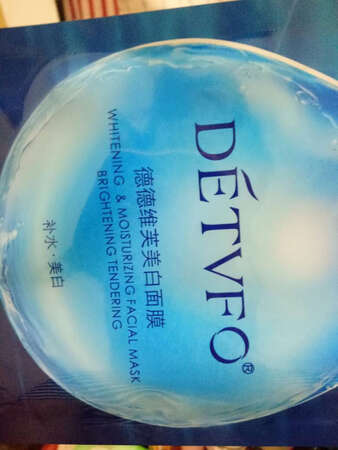 DÉTVFO®
德德维芙美白面膜
WHITENING & MOISTURIZING FACIAL MASK
BRIGHTENING TENDERING
补水·美白